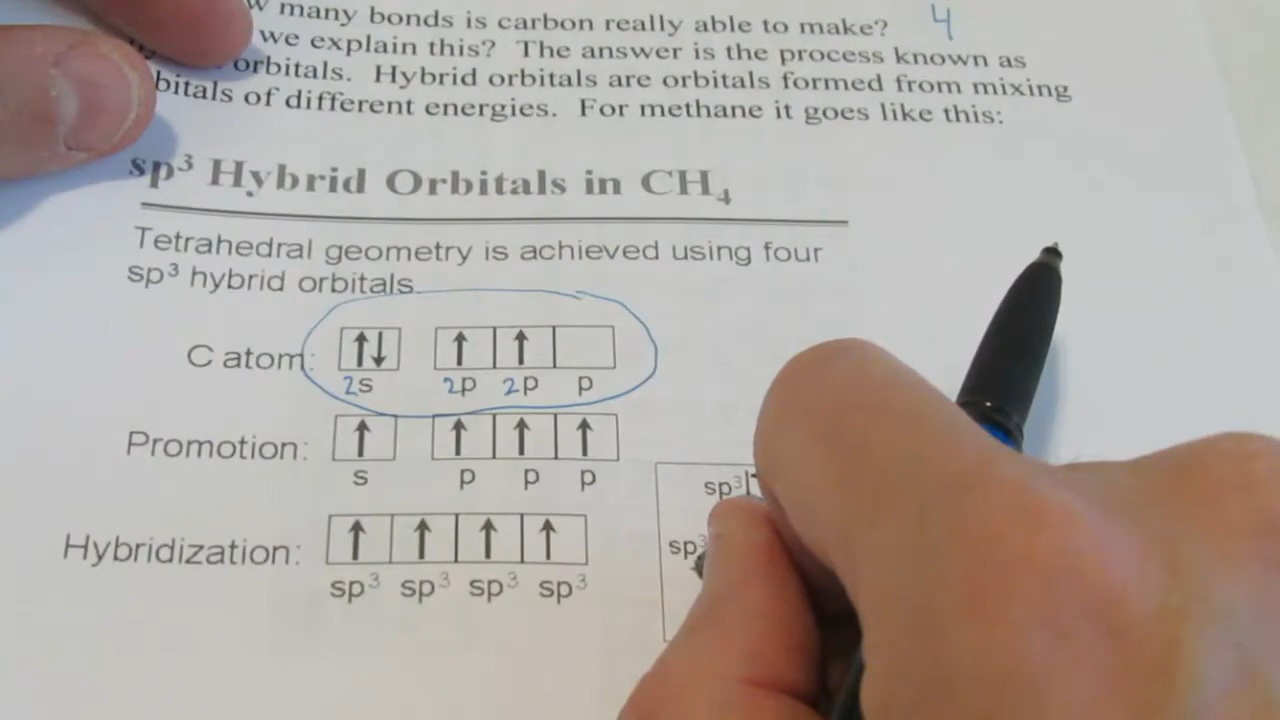 many bonds is carbon really able to make? 4
we explain this? The answer is the process known as
orbitals. Hybrid orbitals are orbitals formed from mixing
bitals of different energies. For methane it goes like this:
sp³ Hybrid Orbitals in CH₄
Tetrahedral geometry is achieved using four
sp³ hybrid orbitals
C atom:
2s 2p 2p p
Promotion:
s p p p
Hybridization:
sp³ sp³ sp³ sp³
sp³
sp³